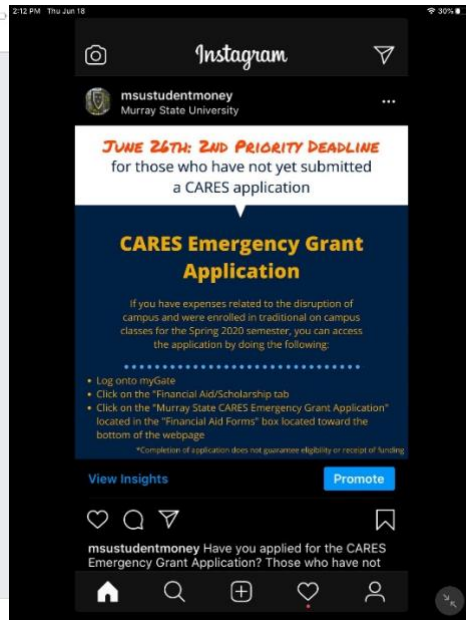 2:12 PM Thu Jun 18
30%
Instagram
msustudentmoney
Murray State University
JUNE 26TH: 2ND PRIORITY DEADLINE
for those who have not yet submitted
a CARES application
CARES Emergency Grant
Application
If you have expenses related to the disruption of
campus and were enrolled in traditional on campus
classes for the Spring 2020 semester, you can access
the application by doing the following:
• Log onto myGate
• Click on the "Financial Aid/Scholarship tab
• Click on the "Murray State CARES Emergency Grant Application"
located in the "Financial Aid Forms" box located toward the
bottom of the webpage
*Completion of application does not guarantee eligibility or receipt of funding
View Insights
Promote
msustudentmoney Have you applied for the CARES
Emergency Grant Application? Those who have not